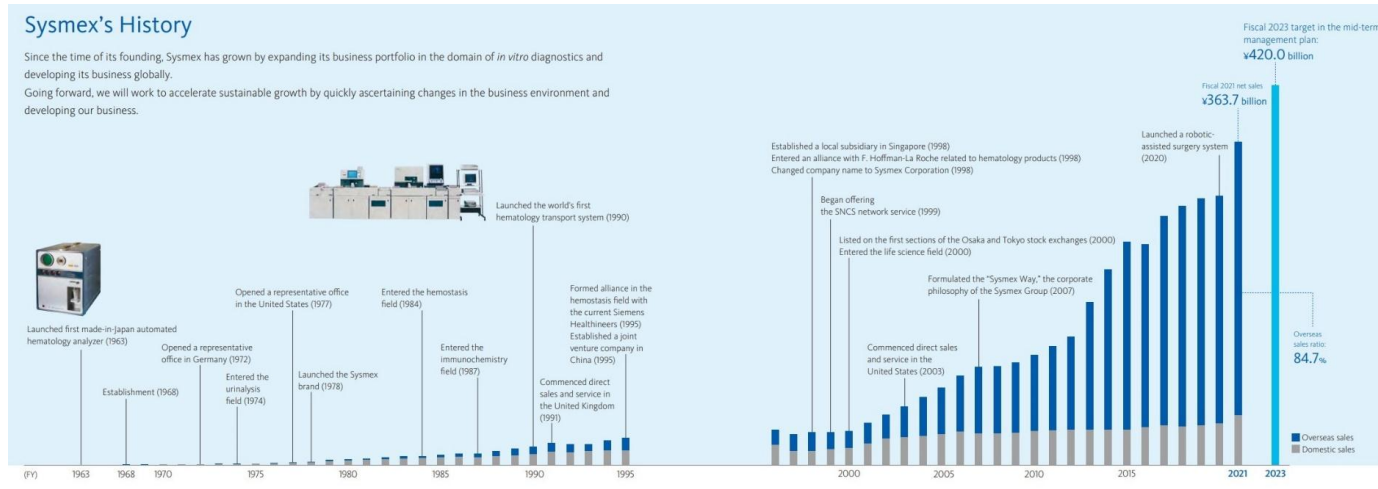 Sysmex's History
Since the time of its founding, Sysmex has grown by expanding its business portfolio in the domain of in vitro diagnostics and
developing its business globally.
Going forward, we will work to accelerate sustainable growth by quickly ascertaining changes in the business environment and
developing our business.
Launched first made-in-Japan automated
hematology analyzer (1963)
Establishment (1968)
Opened a representative
office in Germany (1972)
Entered the
urinalysis
field (1974)
Opened a representative office
in the United States (1977)
Launched the Sysmex
brand (1978)
Entered the hemostasis
field (1984)
Entered the
immunochemistry
field (1987)
Launched the world's first
hematology transport system (1990)
Commenced direct
sales and service in
the United Kingdom
(1991)
Formed alliance in the
hemostasis field with
the current Siemens
Healthineers (1995)
Established a joint
venture company in
China (1995)
Established a local subsidiary in Singapore (1998)
Entered an alliance with F. Hoffman-La Roche related to hematology products (1998)
Changed company name to Sysmex Corporation (1998)
Began offering
the SNCS network service (1999)
Listed on the first sections of the Osaka and Tokyo stock exchanges (2000)
Entered the life science field (2000)
Commenced direct sales
and service in the
United States (2003)
Formulated the "Sysmex Way," the corporate
philosophy of the Sysmex Group (2007)
Launched a robotic-
assisted surgery system
(2020)
Fiscal 2021 net sales
¥363.7 billion
Fiscal 2023 target in the mid-term
management plan:
¥420.0 billion
Overseas
sales ratio:
84.7%
Overseas sales
Domestic sales
(FY) 1963 1968 1970 1975 1980 1985 1990 1995 2000 2005 2010 2015 2021 2023